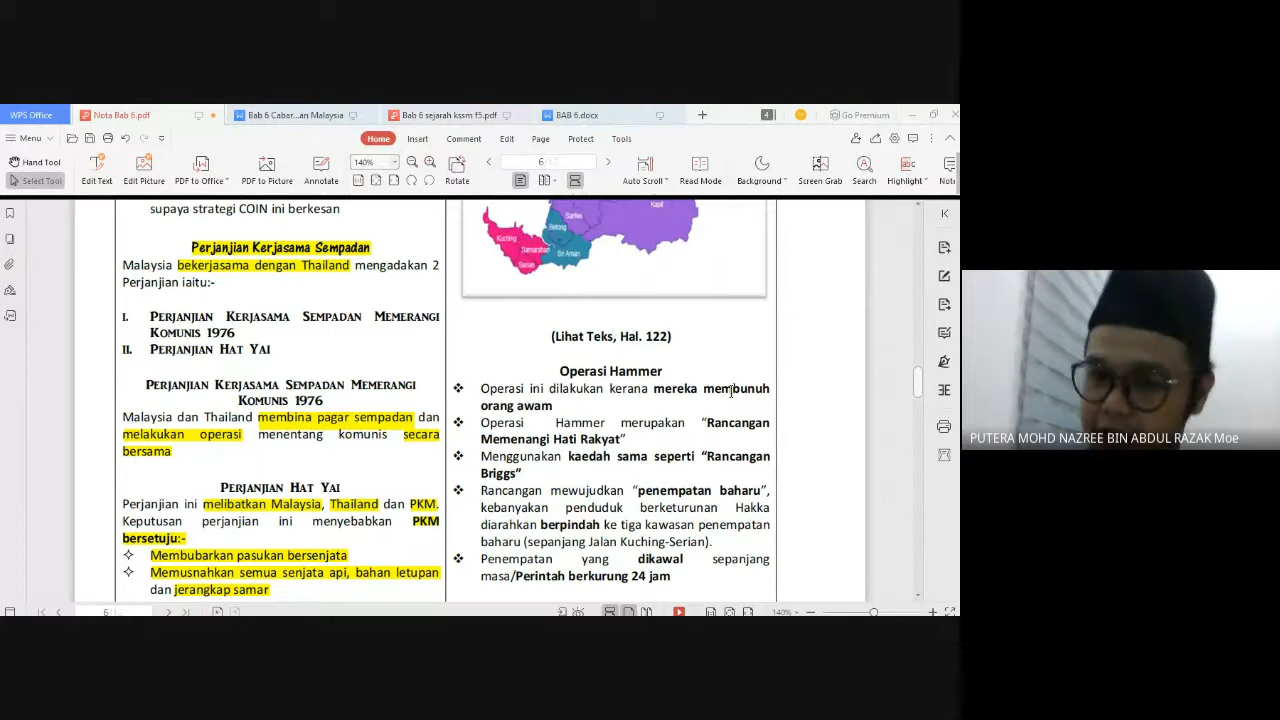 WPS Office
Nota Bab 6.pdf
Bab 6 Cabar...an Malaysia
Bab 6 sejarah kssm f5.pdf
BAB 6.docx
4
Go Premium
Menu
Home
Insert
Comment
Edit
Page
Protect
Tools
Hand Tool
Select Tool
Edit Text
Edit Picture
PDF to Office
PDF to Picture
Annotate
140%
Rotate
Auto Scroll
Read Mode
Background
Screen Grab
Search
Highlight
supaya strategi COIN ini berkesan
Perjanjian Kerjasama Sempadan
Malaysia bekerjasama dengan Thailand mengadakan 2
Perjanjian iaitu:-
I. PERJANJIAN KERJASAMA SEMPADAN MEMERANGI
KOMUNIS 1976
II. PERJANJIAN HAT YAI
PERJANJIAN KERJASAMA SEMPADAN MEMERANGI
KOMUNIS 1976
Malaysia dan Thailand membina pagar sempadan dan
melakukan operasi menentang komunis secara
bersama
PERJANJIAN HAT YAI
Perjanjian ini melibatkan Malaysia, Thailand dan PKM.
Keputusan perjanjian ini menyebabkan PKM
bersetuju:-
Membubarkan pasukan bersenjata
Memusnahkan semua senjata api, bahan letupan
dan jerangkap samar
Kapit
Sarikei
Betong
Kuching
Samarahan
Sri Aman
Serian
(Lihat Teks, Hal. 122)
Operasi Hammer
Operasi ini dilakukan kerana mereka membunuh
orang awam
Operasi Hammer merupakan “Rancangan
Memenangi Hati Rakyat”
Menggunakan kaedah sama seperti “Rancangan
Briggs”
Rancangan mewujudkan “penempatan baharu”,
kebanyakan penduduk berketurunan Hakka
diarahkan berpindah ke tiga kawasan penempatan
baharu (sepanjang Jalan Kuching-Serian).
Penempatan yang dikawal sepanjang
masa/Perintah berkurung 24 jam
140%
PUTERA MOHD NAZREE BIN ABDUL RAZAK Moe